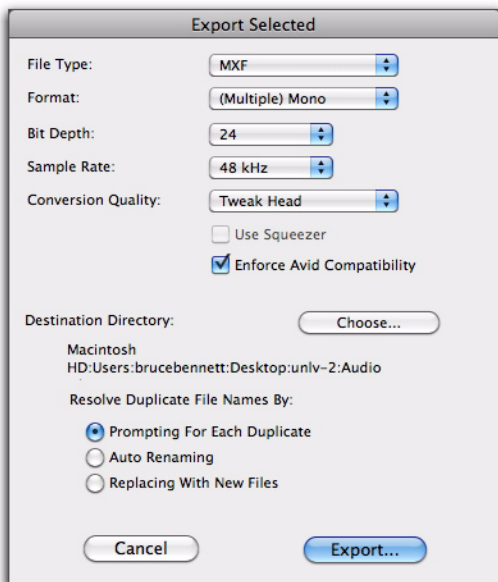 Export Selected
File Type: MXF
Format: (Multiple) Mono
Bit Depth: 24
Sample Rate: 48 kHz
Conversion Quality: Tweak Head
Use Squeezer
Enforce Avid Compatibility
Destination Directory: Choose...
Macintosh
HD:Users:brucebennett:Desktop:unlv-2:Audio
Resolve Duplicate File Names By:
Prompting For Each Duplicate
Auto Renaming
Replacing With New Files
Cancel Export...